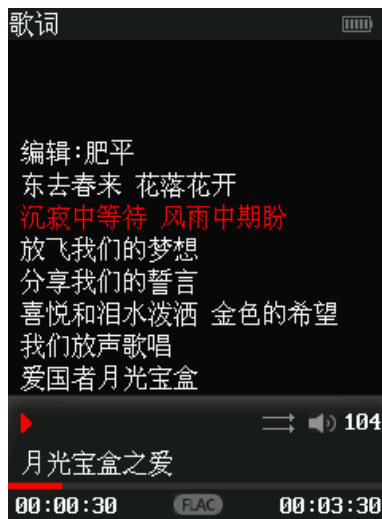 歌词
编辑:肥平
东去春来 花落花开
沉寂中等待 风雨中期盼
放飞我们的梦想
分享我们的誓言
喜悦和泪水泼洒 金色的希望
我们放声歌唱
爱国者月光宝盒
104
月光宝盒之爱
00:00:30 FLAC 00:03:30